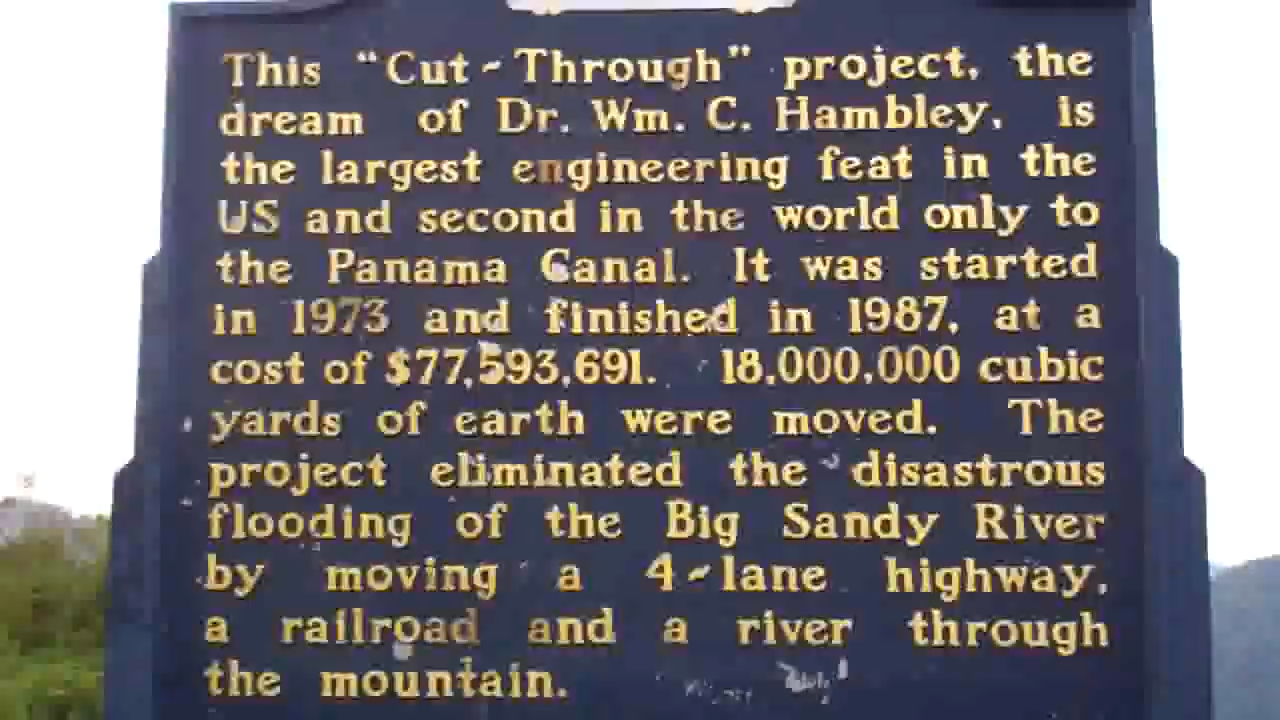 This "Cut-Through" project, the
dream of Dr. Wm. C. Hambley, is
the largest engineering feat in the
US and second in the world only to
the Panama Canal. It was started
in 1973 and finished in 1987, at a
cost of $77,593,691. 18,000,000 cubic
yards of earth were moved. The
project eliminated the disastrous
flooding of the Big Sandy River
by moving a 4-lane highway,
a railroad and a river through
the mountain.